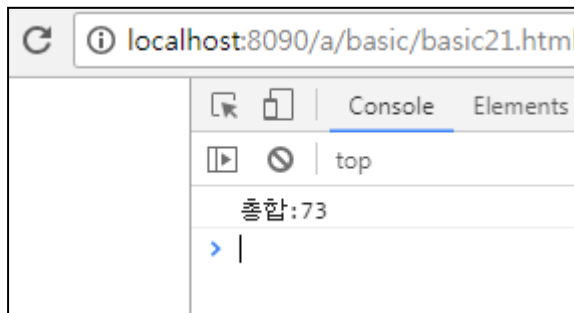 localhost:8090/a/basic/basic21.html
Console Elements
top
총합:73